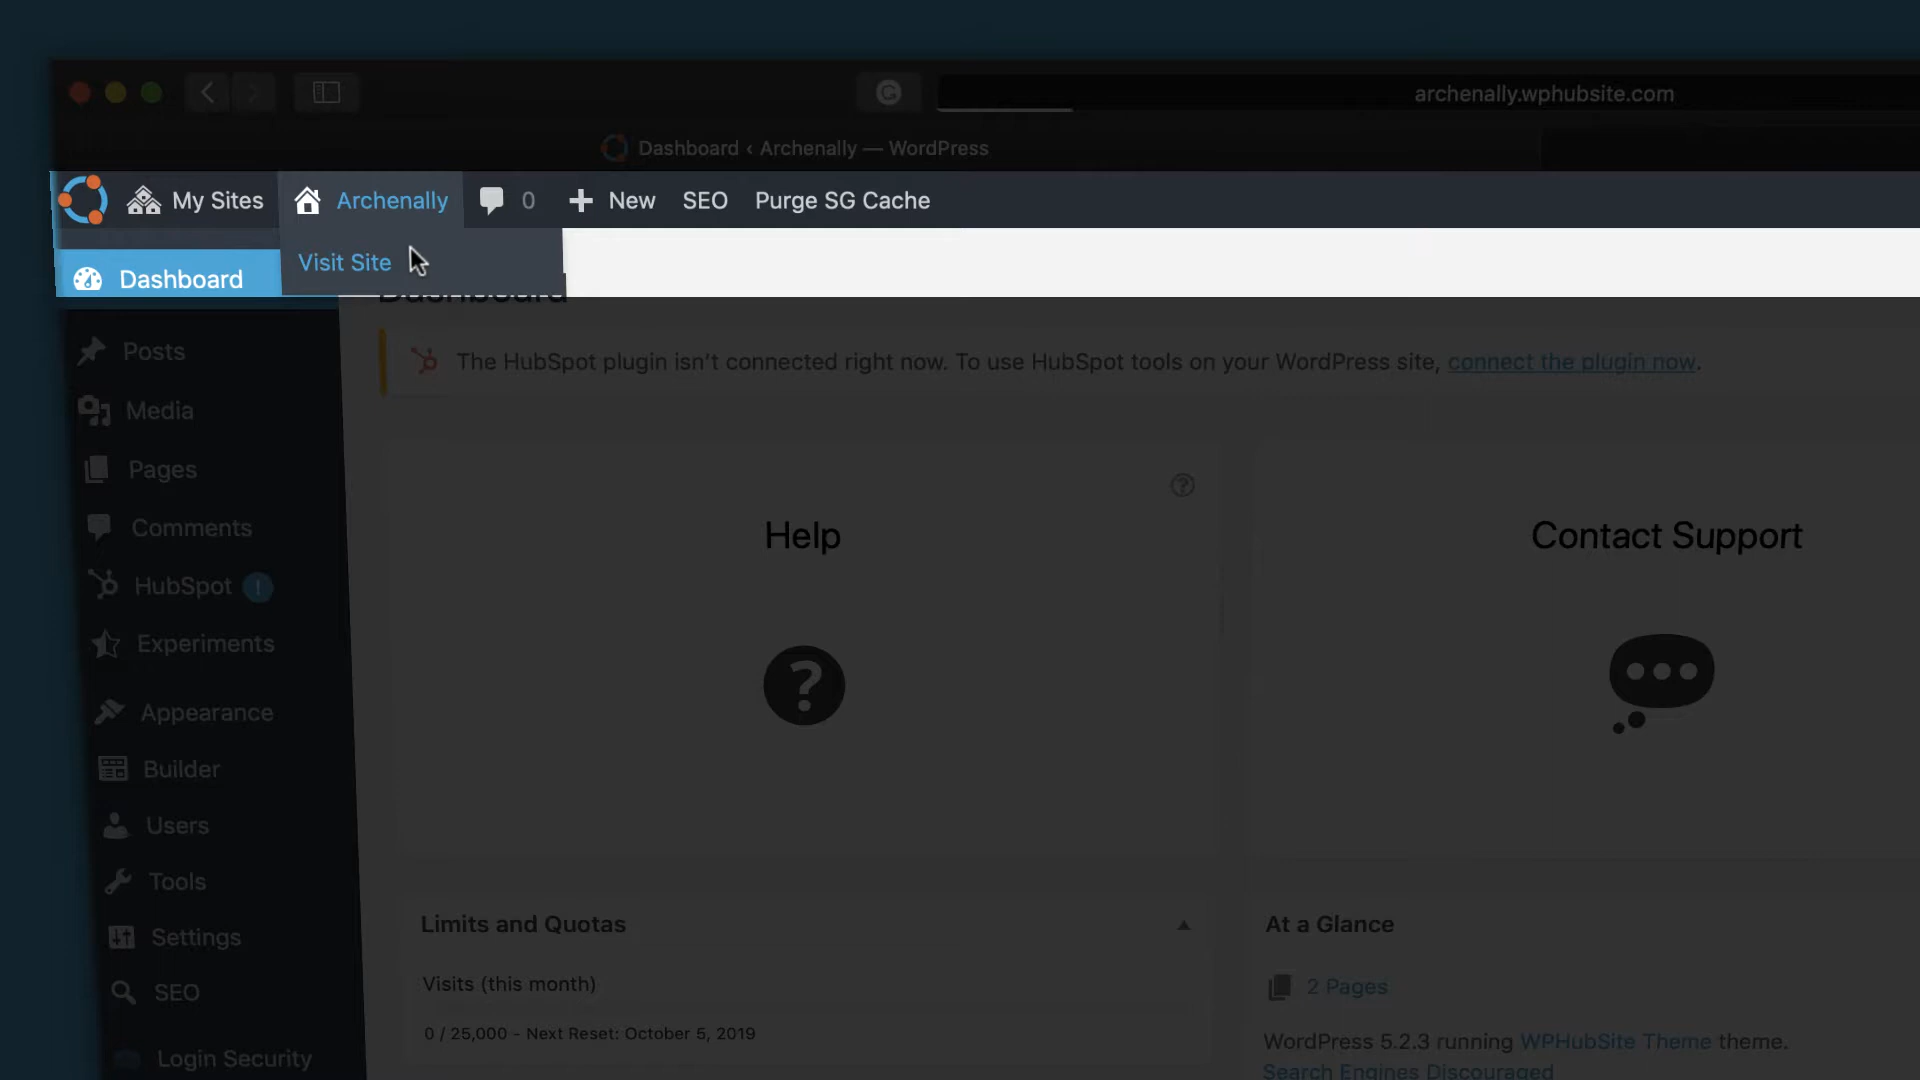 archenally.wphubsite.com
Dashboard ‹ Archenally — WordPress
My Sites Archenally 0 New SEO Purge SG Cache
Visit Site
Dashboard
Dashboard
Posts
The HubSpot plugin isn’t connected right now. To use HubSpot tools on your WordPress site, connect the plugin now.
Media
Pages
Comments
HubSpot !
Experiments
Appearance
Builder
Users
Tools
Settings
SEO
Login Security
Help
Contact Support
Limits and Quotas
Visits (this month)
0 / 25,000 - Next Reset: October 5, 2019
At a Glance
2 Pages
WordPress 5.2.3 running WPHubSite Theme theme.
Search Engines Discouraged